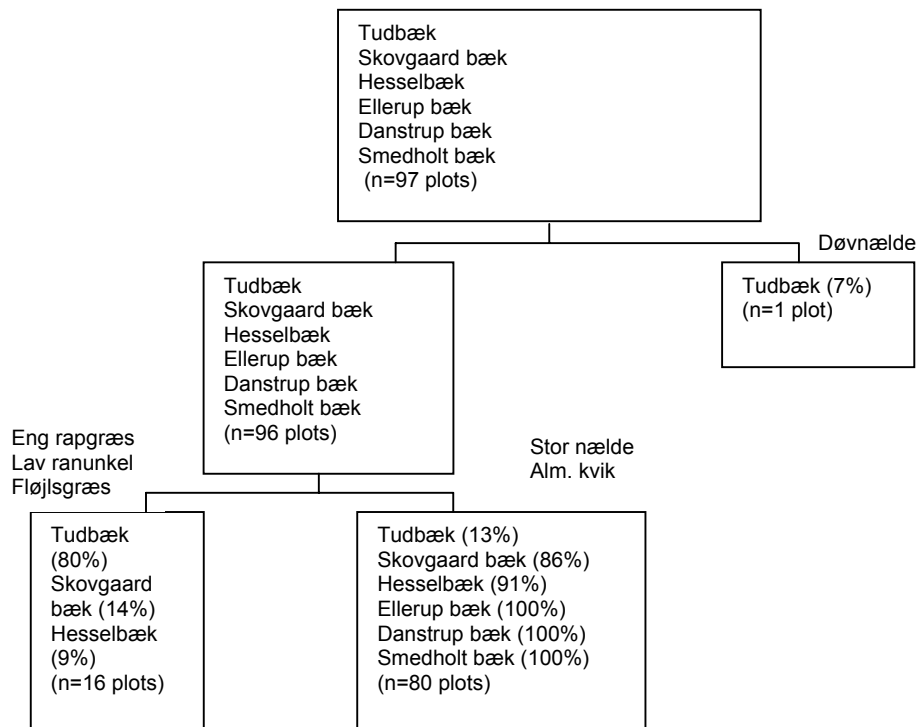 Tudbæk
Skovgaard bæk
Hesselbæk
Ellerup bæk
Danstrup bæk
Smedholt bæk
(n=97 plots)
Døvnælde
Tudbæk (7%)
(n=1 plot)
Tudbæk
Skovgaard bæk
Hesselbæk
Ellerup bæk
Danstrup bæk
Smedholt bæk
(n=96 plots)
Eng rapgræs
Lav ranunkel
Fløjlsgræs
Stor nælde
Alm. kvik
Tudbæk
(80%)
Skovgaard
bæk (14%)
Hesselbæk
(9%)
(n=16 plots)
Tudbæk (13%)
Skovgaard bæk (86%)
Hesselbæk (91%)
Ellerup bæk (100%)
Danstrup bæk (100%)
Smedholt bæk (100%)
(n=80 plots)